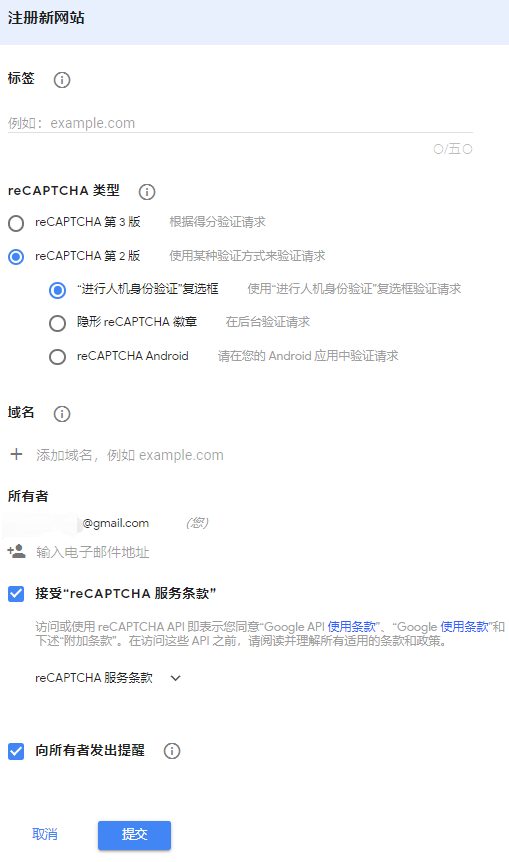 注册新网站
标签
例如：example.com
〇/五〇
reCAPTCHA 类型
reCAPTCHA 第 3 版 根据得分验证请求
reCAPTCHA 第 2 版 使用某种验证方式来验证请求
“进行人机身份验证”复选框 使用“进行人机身份验证”复选框验证请求
隐形 reCAPTCHA 徽章 在后台验证请求
reCAPTCHA Android 请在您的 Android 应用中验证请求
域名
添加域名，例如 example.com
所有者
@gmail.com (您)
输入电子邮件地址
接受“reCAPTCHA 服务条款”
访问或使用 reCAPTCHA API 即表示您同意“Google API 使用条款”、“Google 使用条款”和
下述“附加条款”。在访问这些 API 之前，请阅读并理解所有适用的条款和政策。
reCAPTCHA 服务条款
向所有者发出提醒
取消 提交